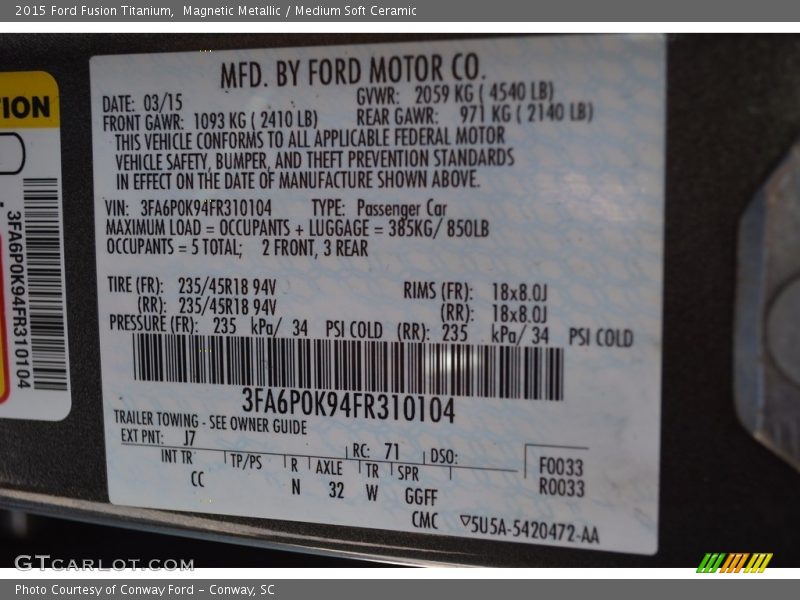 2015 Ford Fusion Titanium,  Magnetic Metallic / Medium Soft Ceramic
ION
3FA6P0K94FR310104
MFD. BY FORD MOTOR CO.
DATE: 03/15 GVWR: 2059 KG ( 4540 LB)
FRONT GAWR: 1093 KG ( 2410 LB) REAR GAWR: 971 KG ( 2140 LB)
THIS VEHICLE CONFORMS TO ALL APPLICABLE FEDERAL MOTOR
VEHICLE SAFETY, BUMPER, AND THEFT PREVENTION STANDARDS
IN EFFECT ON THE DATE OF MANUFACTURE SHOWN ABOVE.
VIN: 3FA6P0K94FR310104 TYPE: Passenger Car
MAXIMUM LOAD = OCCUPANTS + LUGGAGE = 385KG/ 850LB
OCCUPANTS = 5 TOTAL; 2 FRONT, 3 REAR
TIRE (FR): 235/45R18 94V RIMS (FR): 18x8.0J
(RR): 235/45R18 94V (RR): 18x8.0J
PRESSURE (FR): 235 kPa/ 34 PSI COLD (RR): 235 kPa/ 34 PSI COLD
3FA6P0K94FR310104
TRAILER TOWING - SEE OWNER GUIDE
EXT PNT: J7 RC: 71 DSO:
INT TR TP/PS R AXLE TR SPR F0033
CC N 32 W GGFF R0033
CMC ▽5U5A-5420472-AA
GTCARLOT.COM
Photo Courtesy of Conway Ford - Conway, SC